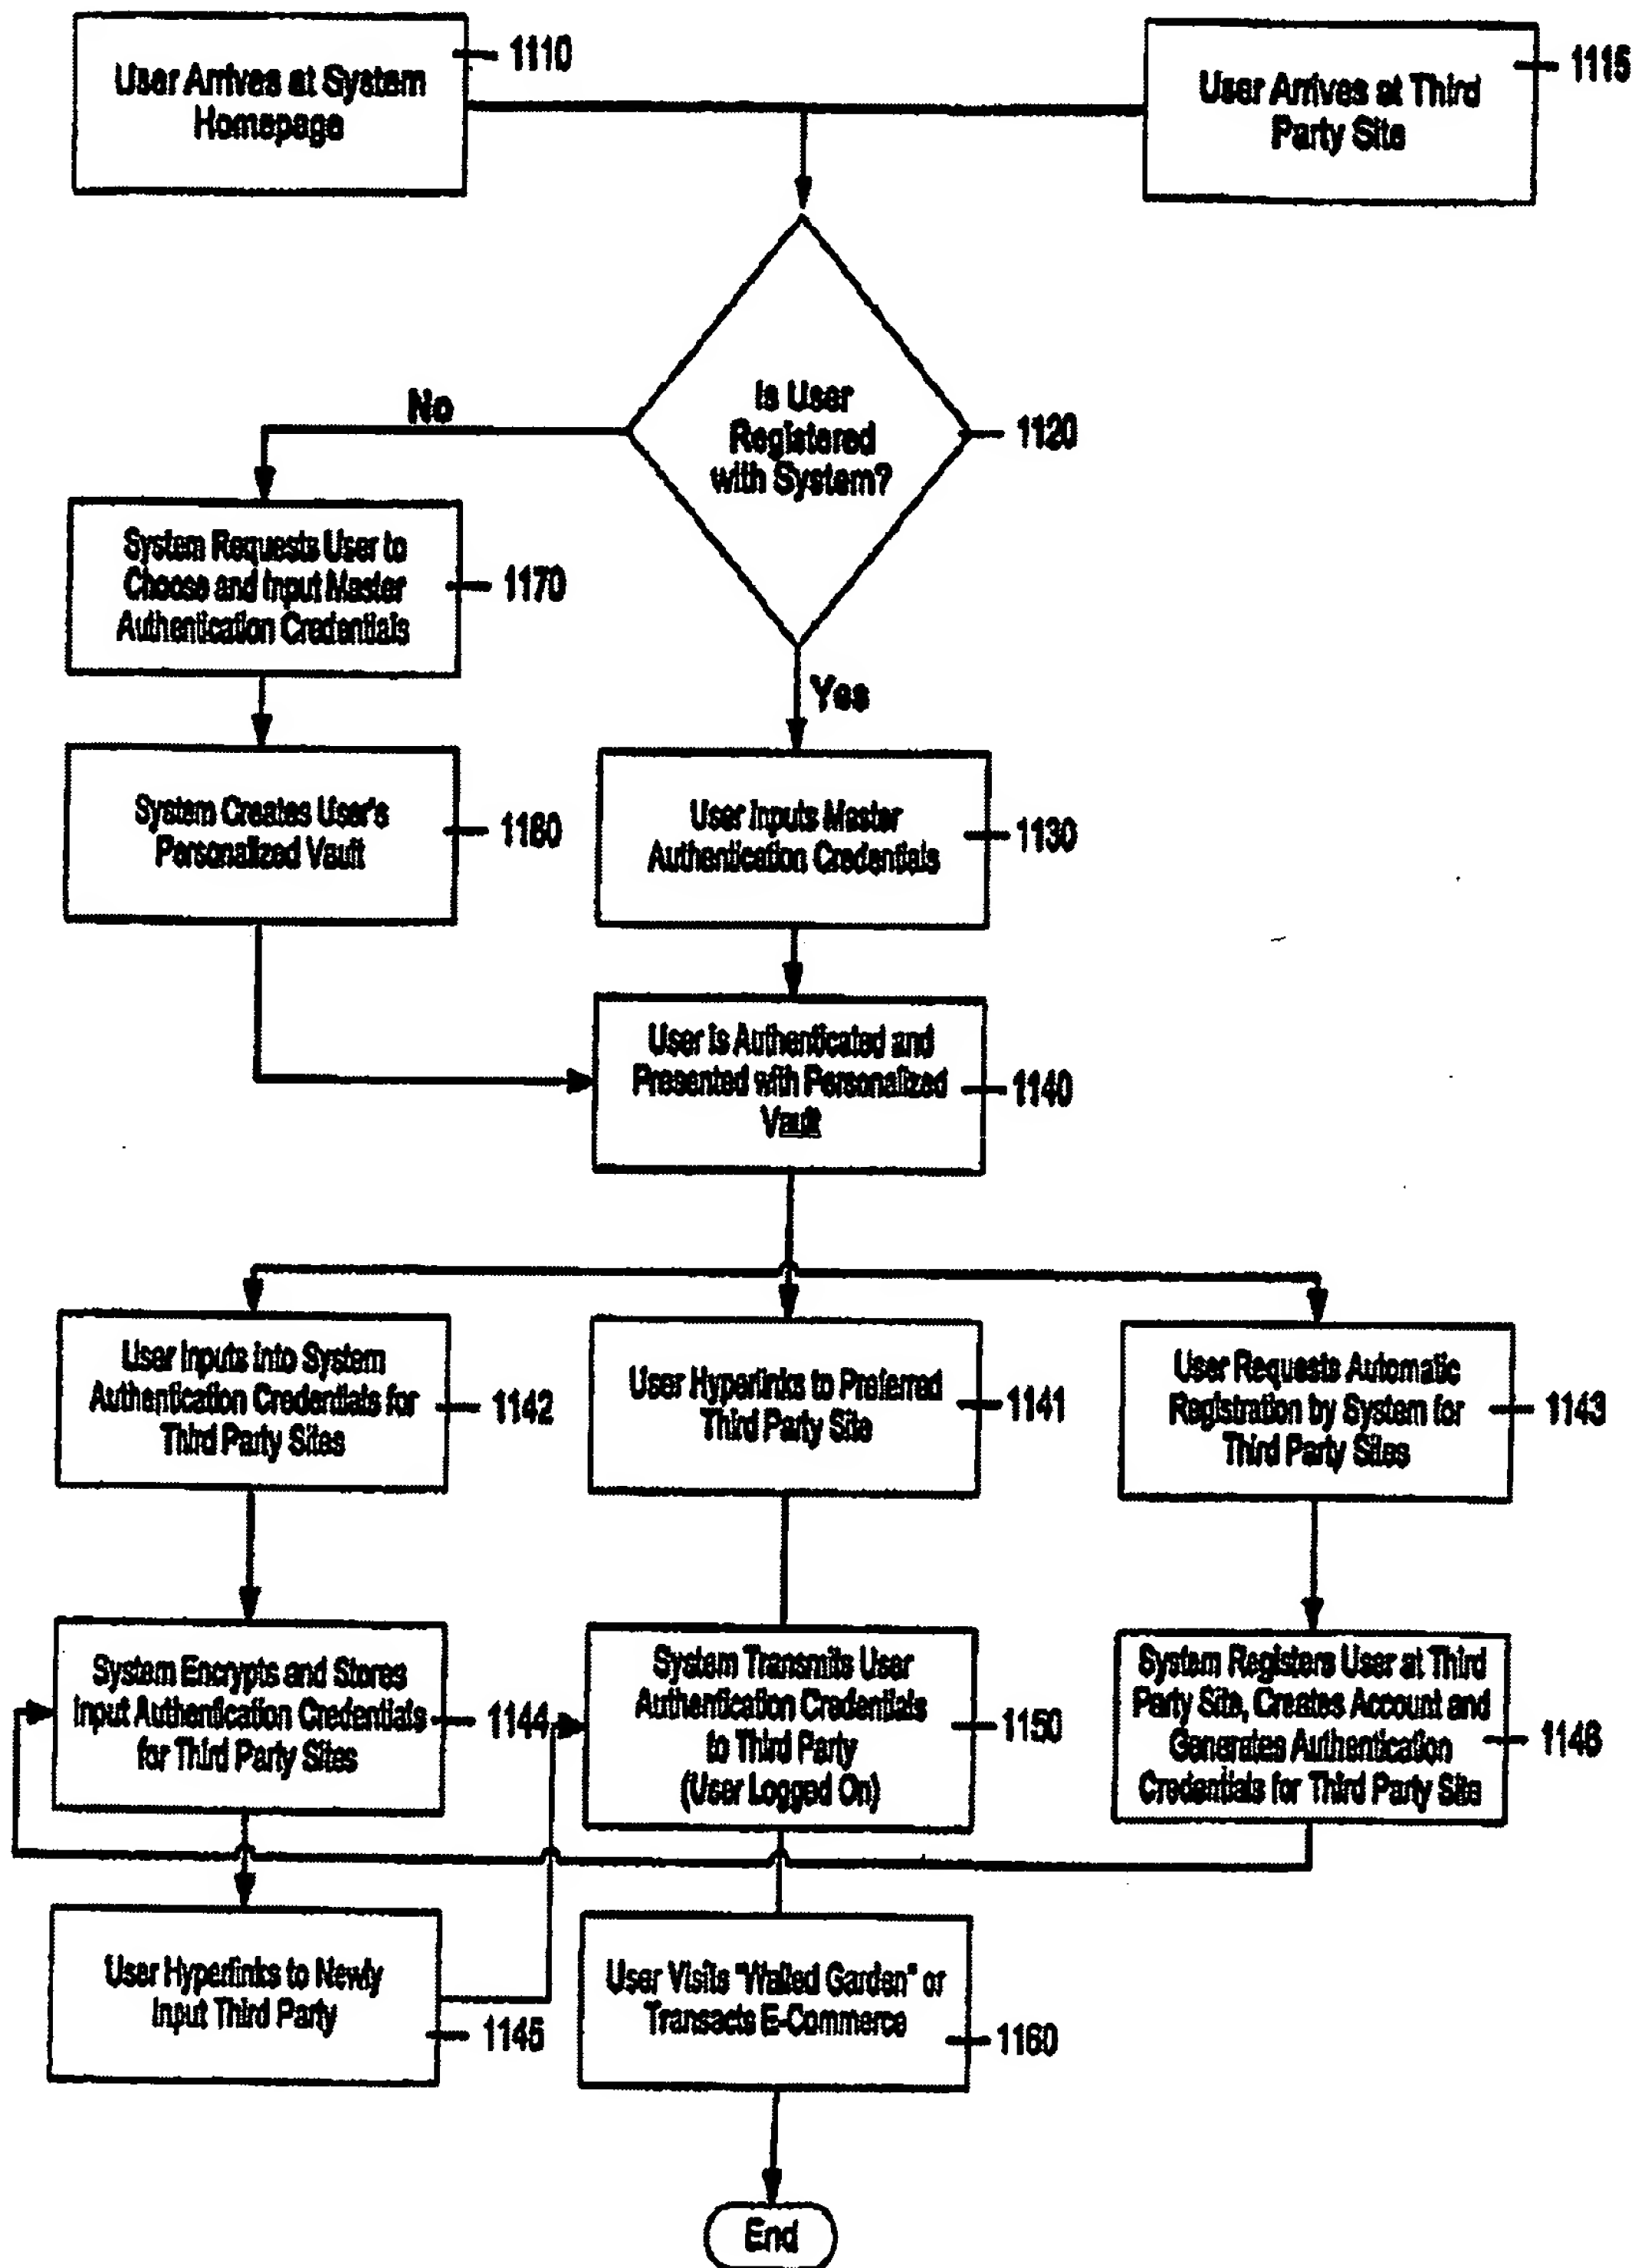 User Arrives at System
Homepage
1110
User Arrives at Third
Party Site
1115
Is User
Registered
with System?
1120
No
System Requests User to
Choose and Input Master
Authentication Credentials
1170
Yes
System Creates User's
Personalized Vault
1180
User Inputs Master
Authentication Credentials
1130
User is Authenticated and
Presented with Personalized
Vault
1140
User Inputs into System
Authentication Credentials for
Third Party Sites
1142
User Hyperlinks to Preferred
Third Party Site
1141
User Requests Automatic
Registration by System for
Third Party Sites
1143
System Encrypts and Stores
Input Authentication Credentials
for Third Party Sites
1144
System Transmits User
Authentication Credentials
to Third Party
(User Logged On)
1150
System Registers User at Third
Party Site, Creates Account and
Generates Authentication
Credentials for Third Party Site
1146
User Hyperlinks to Newly
Input Third Party
1145
User Visits "Walled Garden" or
Transacts E-Commerce
1160
End